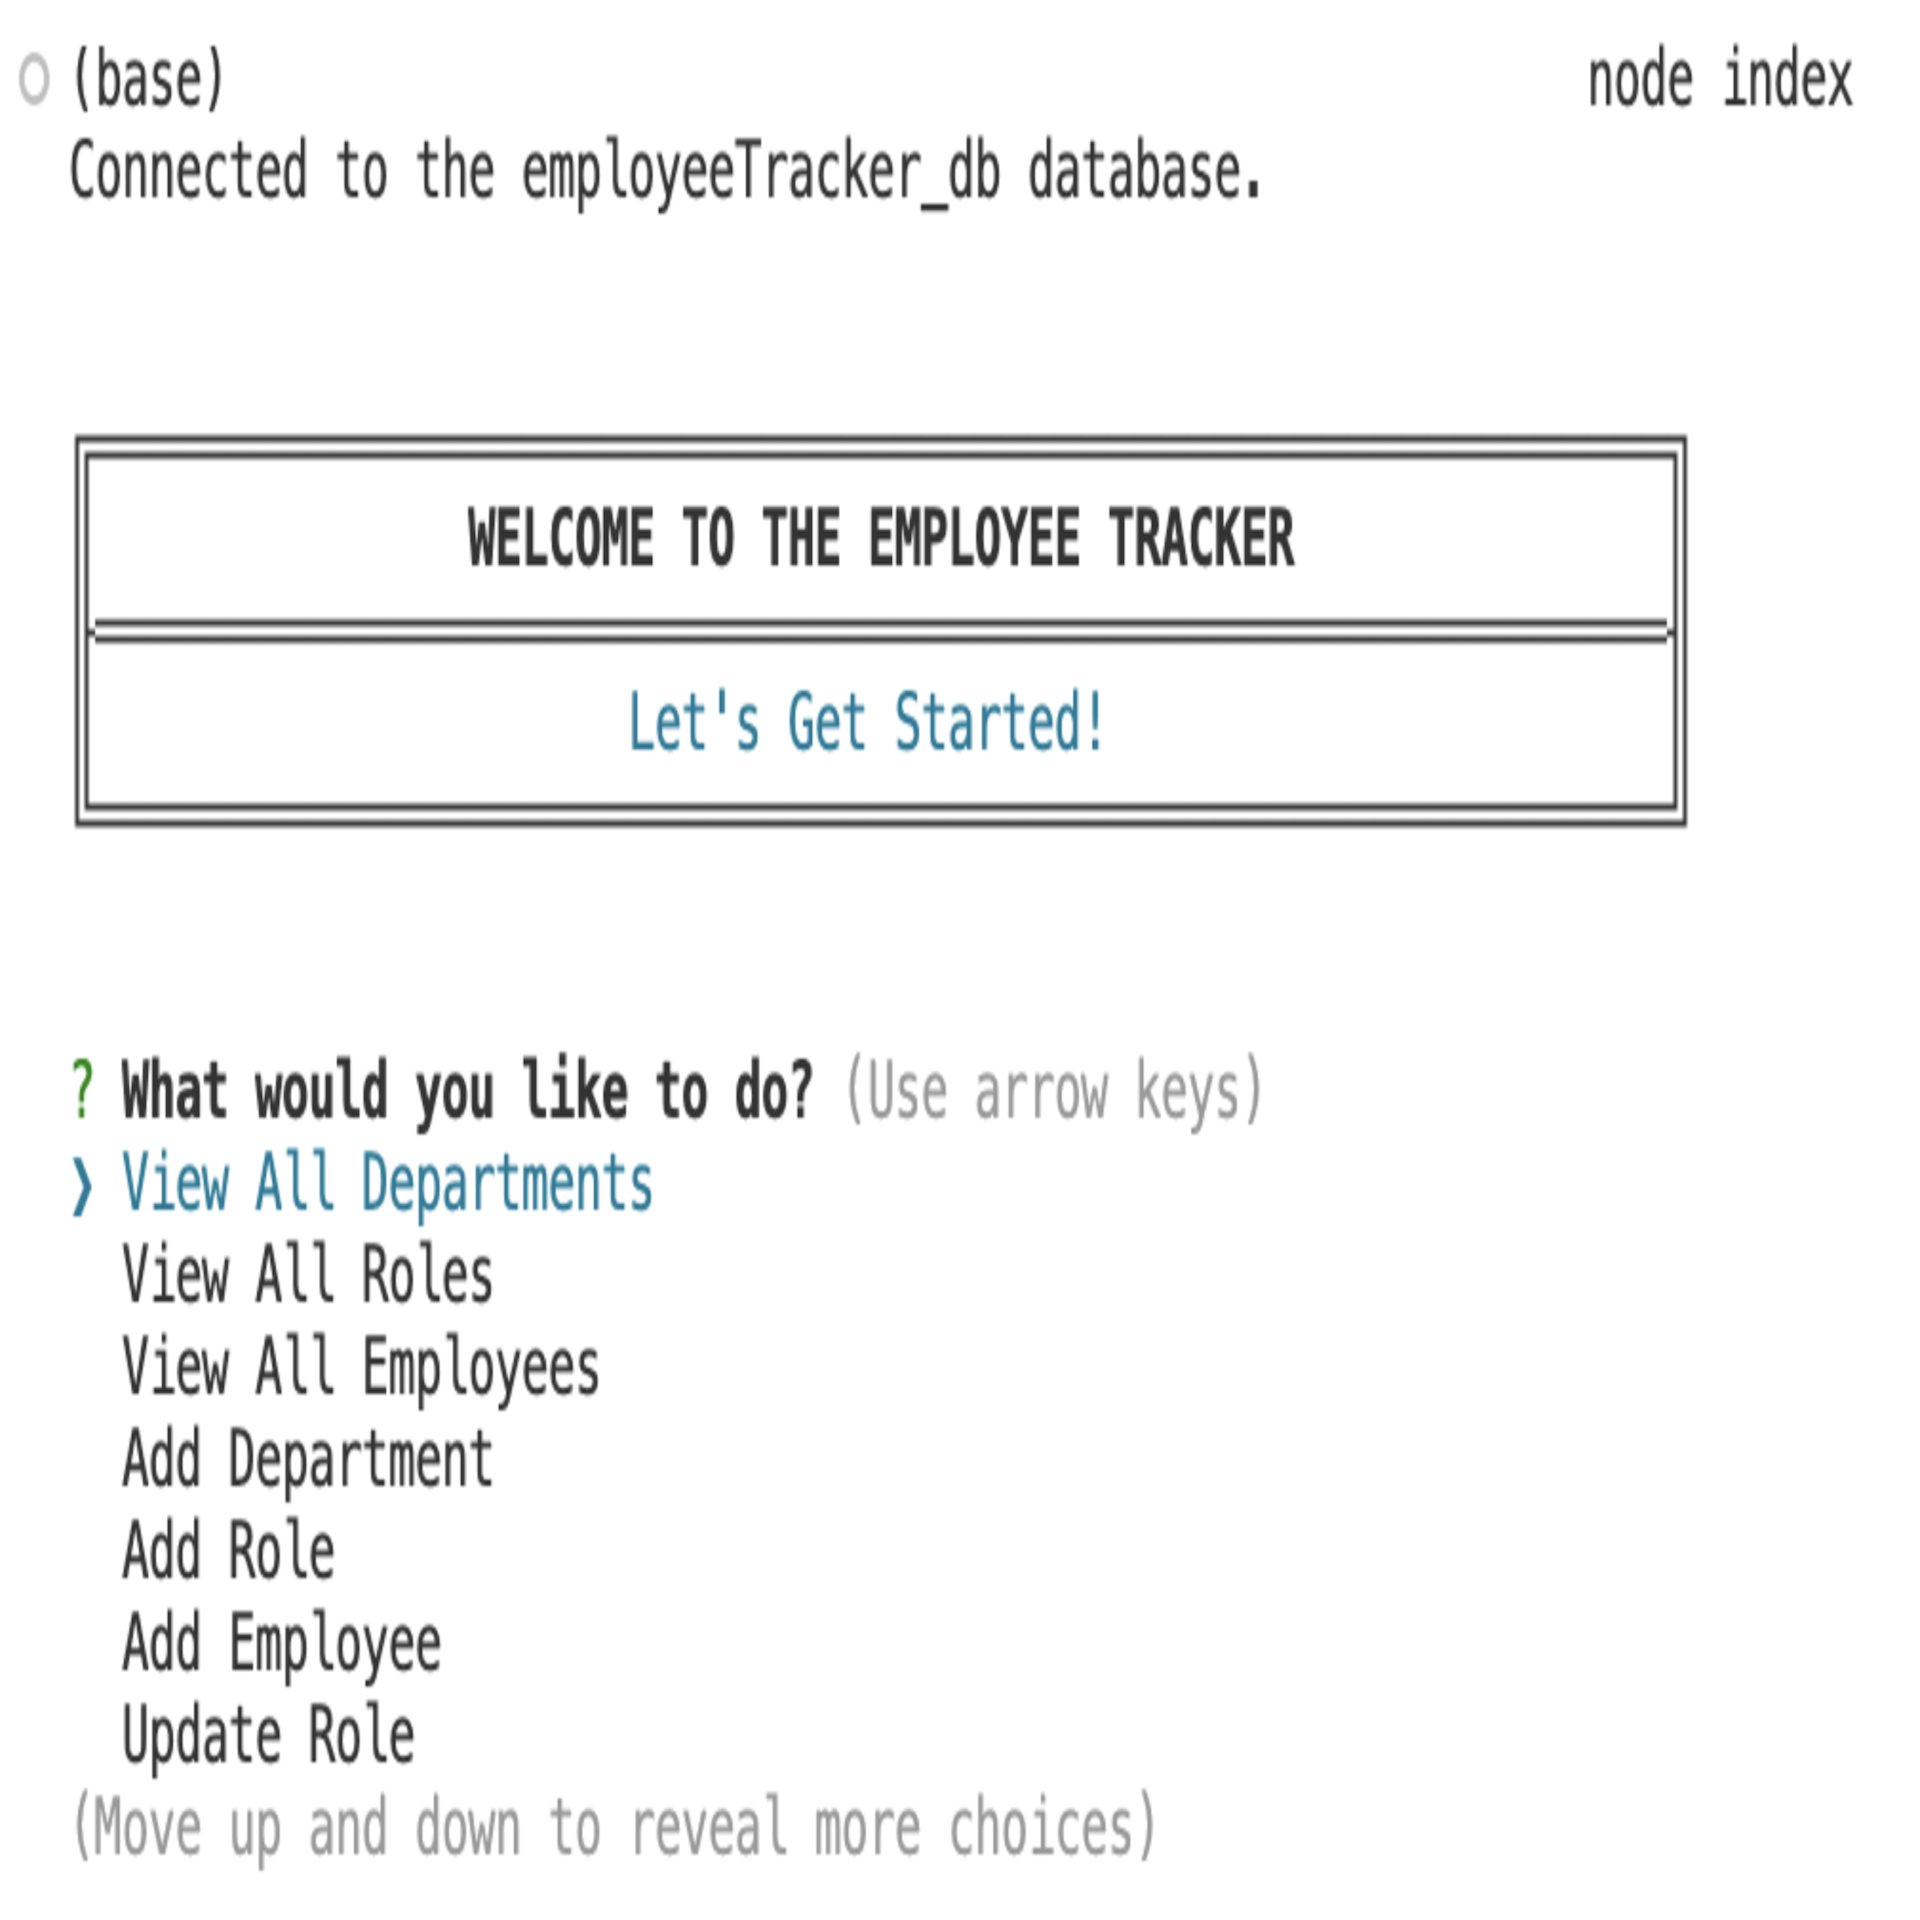 (base) node index
Connected to the employeeTracker_db database.
WELCOME TO THE EMPLOYEE TRACKER
Let's Get Started!
? What would you like to do? (Use arrow keys)
❯ View All Departments
View All Roles
View All Employees
Add Department
Add Role
Add Employee
Update Role
(Move up and down to reveal more choices)